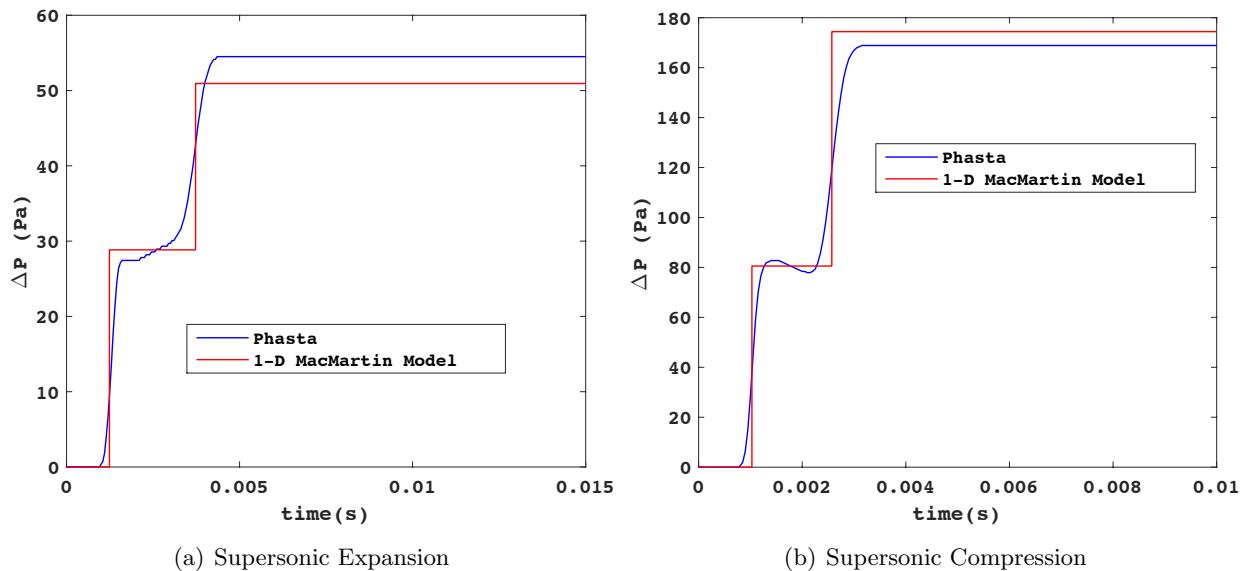 60
50
40
30
20
10
0
ΔP (Pa)
Phasta
1-D MacMartin Model
0 0.005 0.01 0.015
time(s)
(a) Supersonic Expansion
180
160
140
120
100
80
60
40
20
0
ΔP (Pa)
Phasta
1-D MacMartin Model
0 0.002 0.004 0.006 0.008 0.01
time(s)
(b) Supersonic Compression